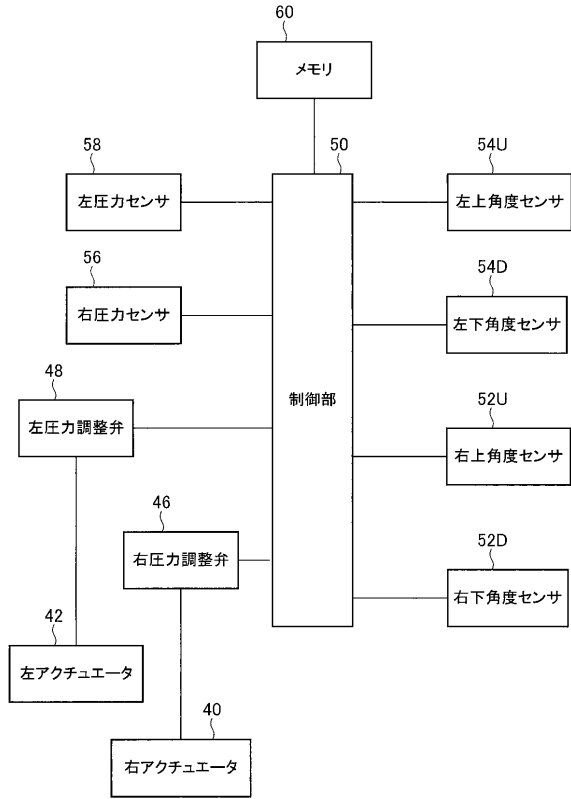 60
メモリ
58
50
54U
左圧力センサ
左上角度センサ
56
54D
右圧力センサ
左下角度センサ
48
制御部
52U
左圧力調整弁
右上角度センサ
46
52D
右圧力調整弁
右下角度センサ
42
左アクチュエータ
40
右アクチュエータ